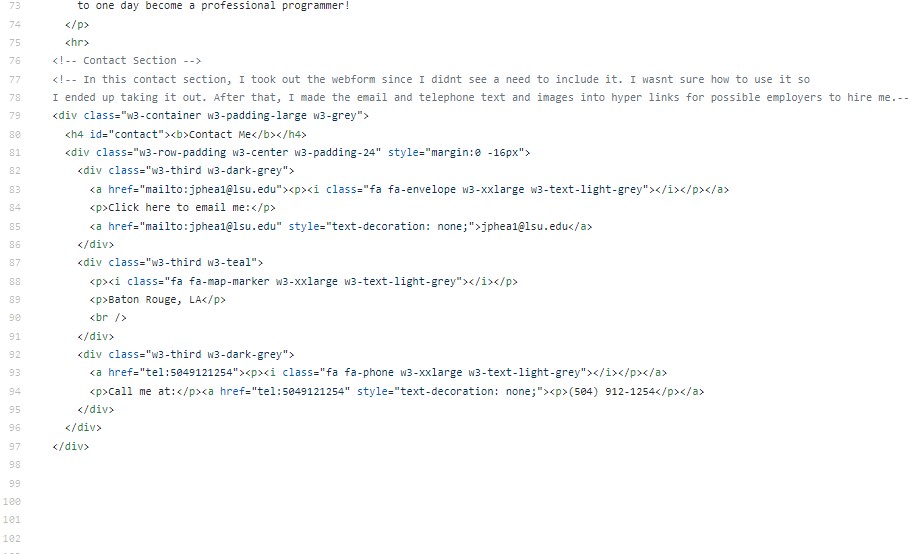 73 to one day become a professional programmer!
74 </p>
75 <hr>
76 <!-- Contact Section -->
77 <!-- In this contact section, I took out the webform since I didnt see a need to include it. I wasnt sure how to use it so
78 I ended up taking it out. After that, I made the email and telephone text and images into hyper links for possible employers to hire me.--
79 <div class="w3-container w3-padding-large w3-grey">
80 <h4 id="contact"><b>Contact Me</b></h4>
81 <div class="w3-row-padding w3-center w3-padding-24" style="margin:0 -16px">
82 <div class="w3-third w3-dark-grey">
83 <a href="mailto:jphea1@lsu.edu"><p><i class="fa fa-envelope w3-xxlarge w3-text-light-grey"></i></p></a>
84 <p>Click here to email me:</p>
85 <a href="mailto:jphea1@lsu.edu" style="text-decoration: none;">jphea1@lsu.edu</a>
86 </div>
87 <div class="w3-third w3-teal">
88 <p><i class="fa fa-map-marker w3-xxlarge w3-text-light-grey"></i></p>
89 <p>Baton Rouge, LA</p>
90 <br />
91 </div>
92 <div class="w3-third w3-dark-grey">
93 <a href="tel:5049121254"><p><i class="fa fa-phone w3-xxlarge w3-text-light-grey"></i></p></a>
94 <p>Call me at:</p><a href="tel:5049121254" style="text-decoration: none;"><p>(504) 912-1254</p></a>
95 </div>
96 </div>
97 </div>
98
99
100
101
102